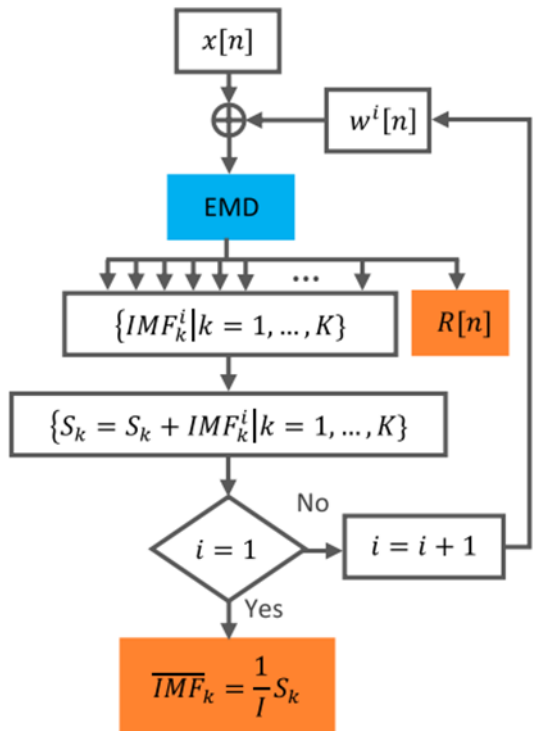 x[n]
w^i[n]
EMD
...
{IMF_k^i|k = 1, ..., K}
R[n]
{S_k = S_k + IMF_k^i|k = 1, ..., K}
No
i = 1
i = i + 1
Yes
\overline{IMF}_k = \frac{1}{I} S_k